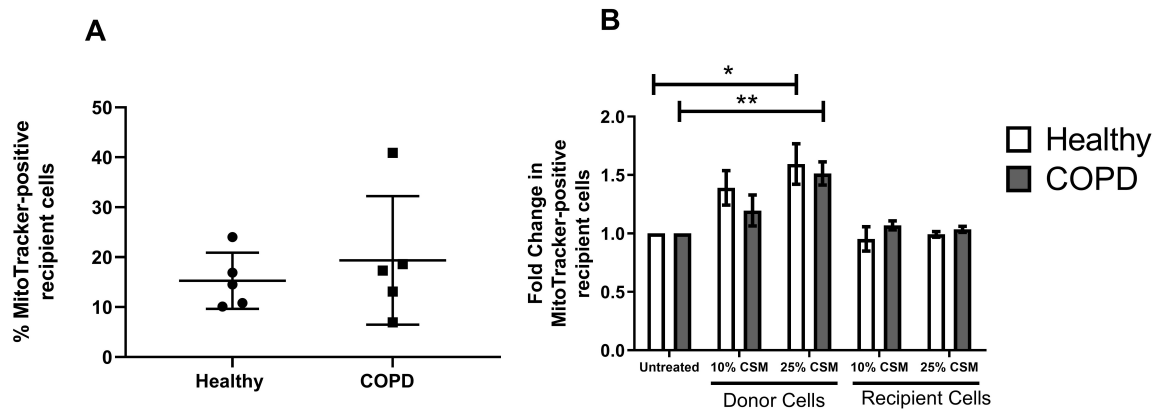 A
% MitoTracker-positive
recipient cells
50
40
30
20
10
0
Healthy
COPD
B
*
**
Fold Change in
MitoTracker-positive
recipient cells
2.0
1.5
1.0
0.5
0.0
Untreated
10% CSM
25% CSM
10% CSM
25% CSM
Donor Cells
Recipient Cells
Healthy
COPD